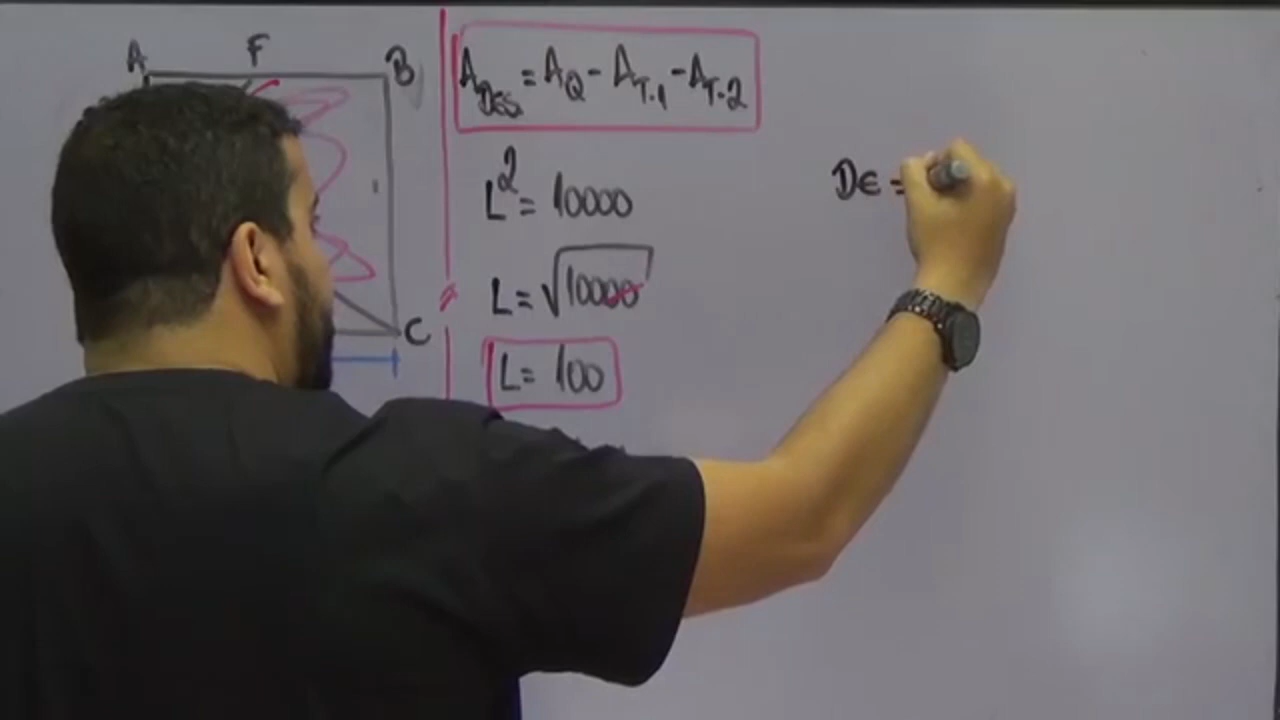 A F B
C
A_DES. = A_Q - A_T.1 - A_T.2
L² = 10000
L = √10000
L = 100
DE =